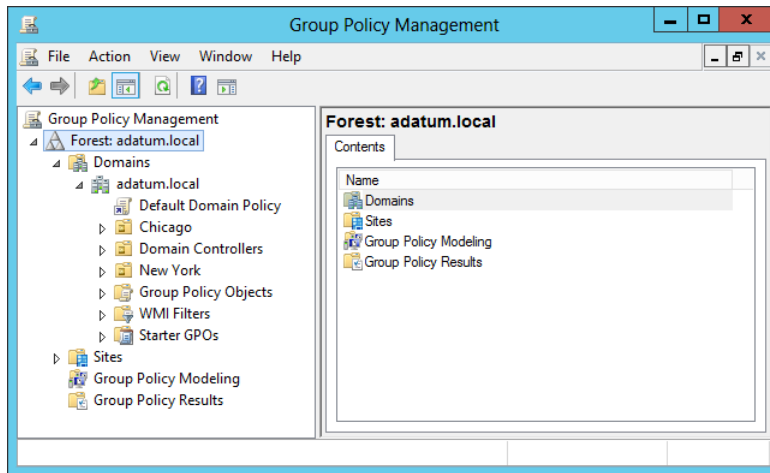 Group Policy Management
File Action View Window Help
Group Policy Management
Forest: adatum.local
Domains
adatum.local
Default Domain Policy
Chicago
Domain Controllers
New York
Group Policy Objects
WMI Filters
Starter GPOs
Sites
Group Policy Modeling
Group Policy Results
Forest: adatum.local
Contents
Name
Domains
Sites
Group Policy Modeling
Group Policy Results